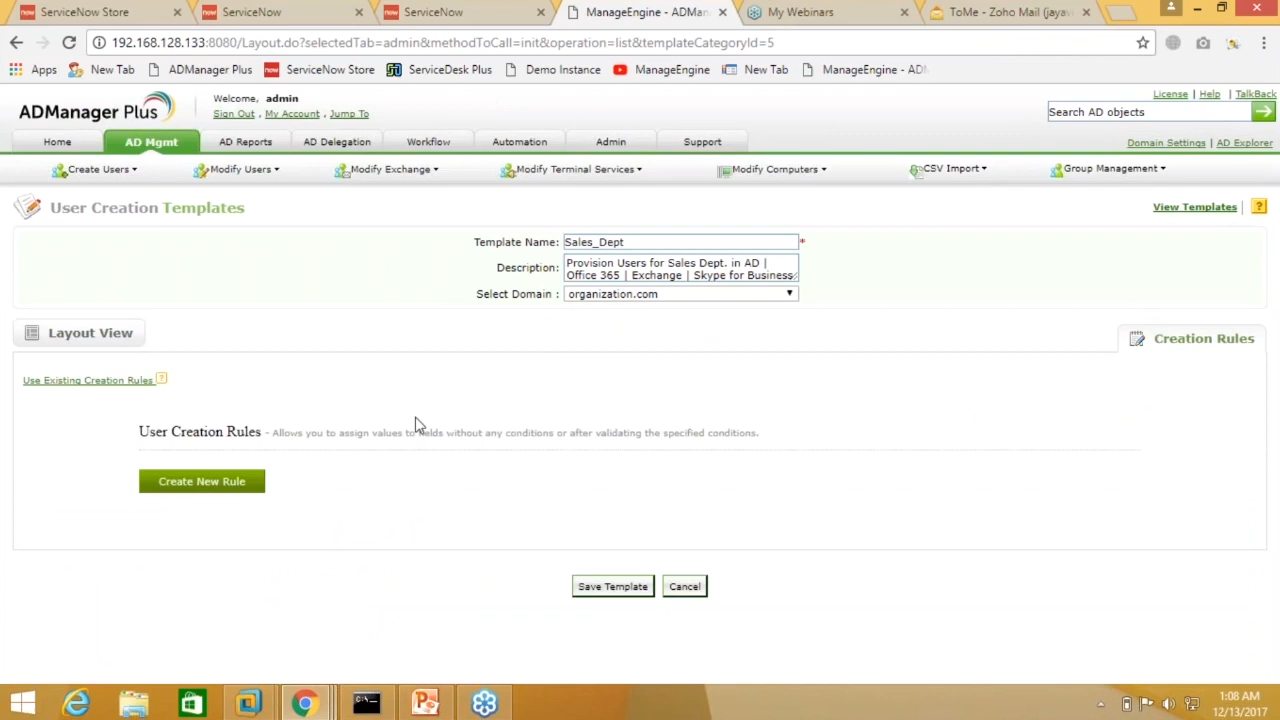 ServiceNow Store
ServiceNow
ServiceNow
ManageEngine - ADMan
My Webinars
ToMe - Zoho Mail (jayav
192.168.128.133:8080/Layout.do?selectedTab=admin&methodToCall=init&operation=list&templateCategoryId=5
Apps
New Tab
ADManager Plus
now
ServiceNow Store
ServiceDesk Plus
Demo Instance
ManageEngine
New Tab
ManageEngine - ADM
ADManager Plus
Welcome, admin
Sign Out , My Account , Jump To
License | Help | TalkBack
Search AD objects
Home
AD Mgmt
AD Reports
AD Delegation
Workflow
Automation
Admin
Support
Domain Settings | AD Explorer
Create Users
Modify Users
Modify Exchange
Modify Terminal Services
Modify Computers
CSV Import
Group Management
User Creation Templates
View Templates
?
Template Name: Sales_Dept *
Description: Provision Users for Sales Dept. in AD |
Office 365 | Exchange | Skype for Business
Select Domain : organization.com
Layout View
Creation Rules
Use Existing Creation Rules ?
User Creation Rules - Allows you to assign values to fields without any conditions or after validating the specified conditions.
Create New Rule
Save Template
Cancel
1:08 AM
12/13/2017